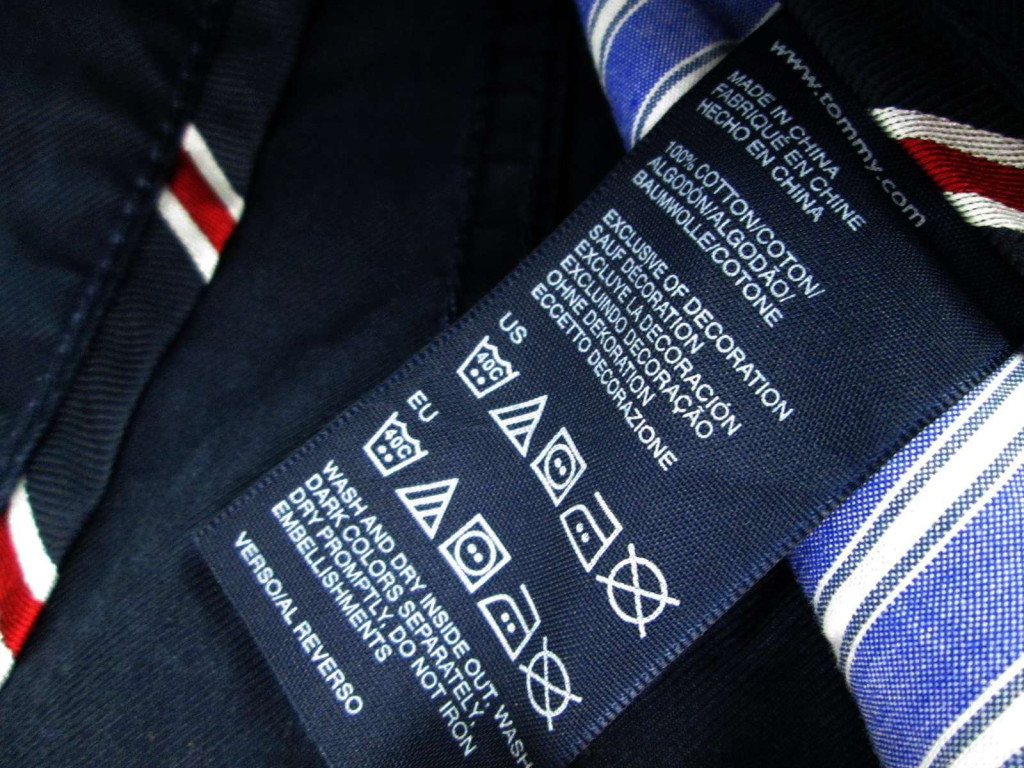 www.tommy.com
MADE IN CHINA
FABRIQUE EN CHINE
HECHO EN CHINA
100% COTTON/COTON/
ALGODÓN/ALGODÃO/
BAUMWOLLE/COTONE
EXCLUSIVE OF DECORATION
SAUF DÉCORATION
EXCLUYE LA DECORACIÓN
EXCLUINDO DECORAÇAO
OHNE DEKORATION
ECCETTO DECORAZIONE
US
40C
EU
40C
WASH AND DRY INSIDE OUT, WASH
DARK COLORS SEPARATELY,
DRY PROMPTLY, DO NOT IRON
EMBELLISHMENTS
VERSO/AL REVERSO